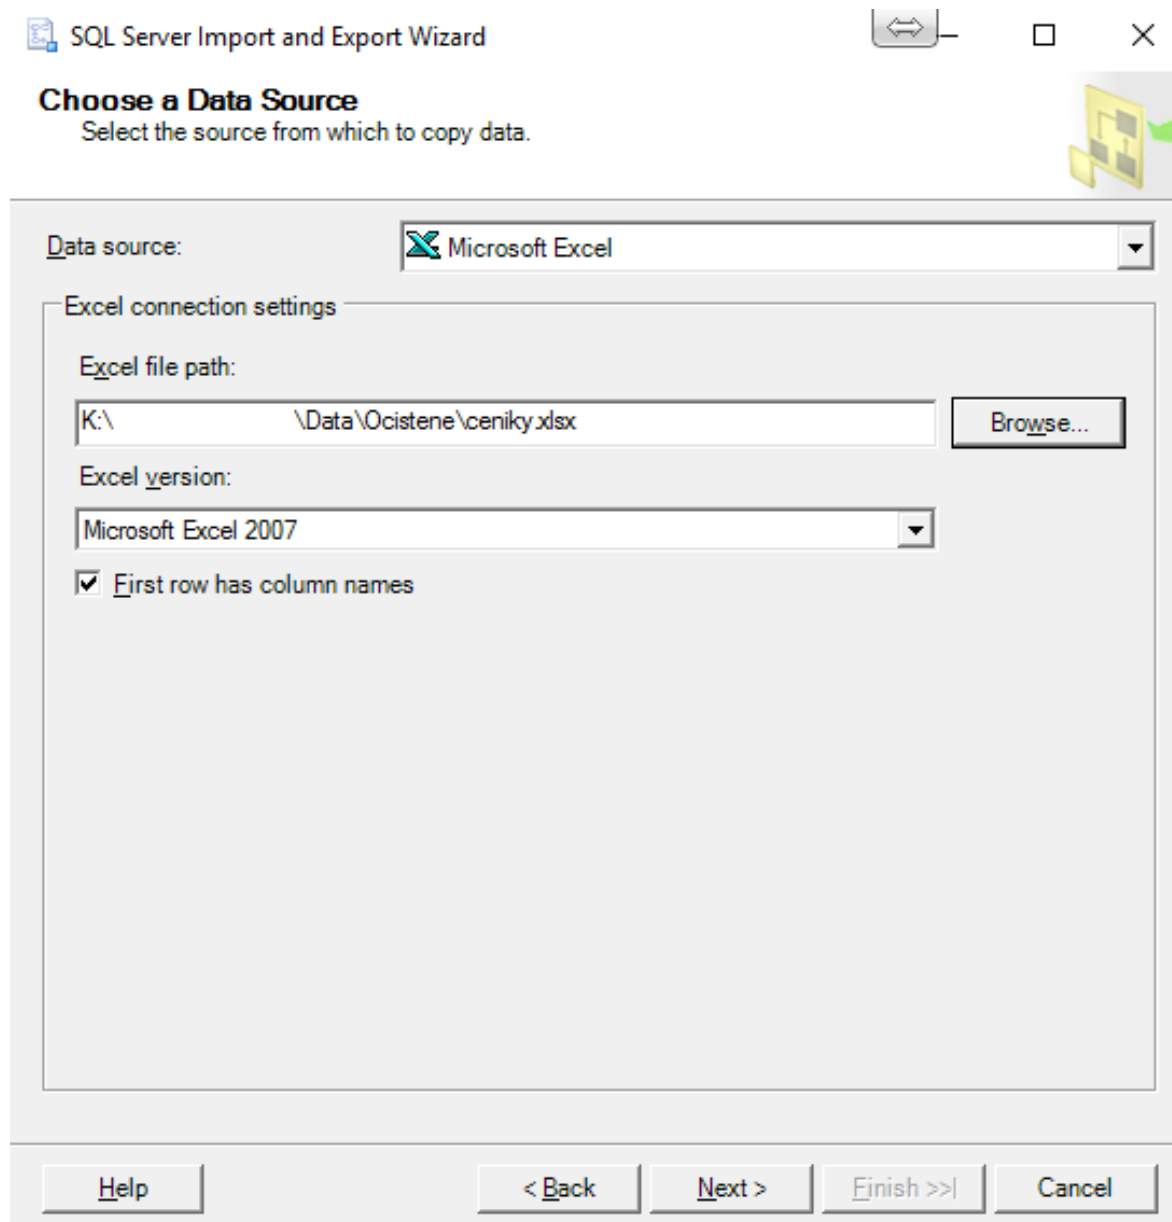 SQL Server Import and Export Wizard
Choose a Data Source
Select the source from which to copy data.
Data source:
Microsoft Excel
Excel connection settings
Excel file path:
K:\ \Data\Ocistene\ceniky.xlsx
Browse...
Excel version:
Microsoft Excel 2007
First row has column names
Help
< Back
Next >
Finish >>|
Cancel